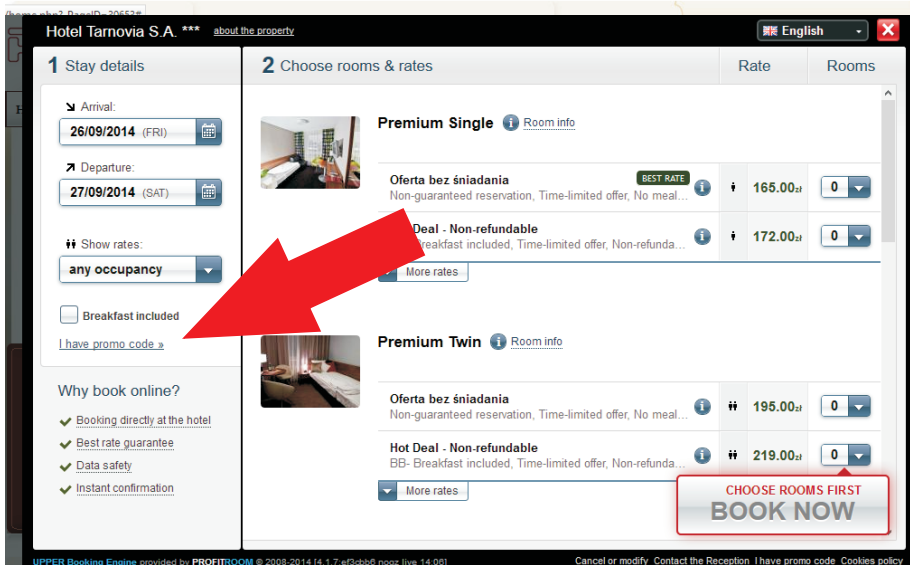 Hotel Tarnovia S.A. *** about the property
English
1 Stay details
2 Choose rooms & rates
Rate
Rooms
Arrival:
26/09/2014 (FRI)
Departure:
27/09/2014 (SAT)
Show rates:
any occupancy
Breakfast included
I have promo code »
Why book online?
Booking directly at the hotel
Best rate guarantee
Data safety
Instant confirmation
Premium Single Room info
Oferta bez śniadania BEST RATE
Non-guaranteed reservation, Time-limited offer, No meal...
165.00zł 0
Deal - Non-refundable
Breakfast included, Time-limited offer, Non-refunda...
172.00zł 0
More rates
Premium Twin Room info
Oferta bez śniadania
Non-guaranteed reservation, Time-limited offer, No meal...
195.00zł 0
Hot Deal - Non-refundable
BB- Breakfast included, Time-limited offer, Non-refunda...
219.00zł 0
More rates
CHOOSE ROOMS FIRST
BOOK NOW
UPPER Booking Engine provided by PROFITROOM © 2008-2014
Cancel or modify Contact the Reception I have promo code Cookies policy